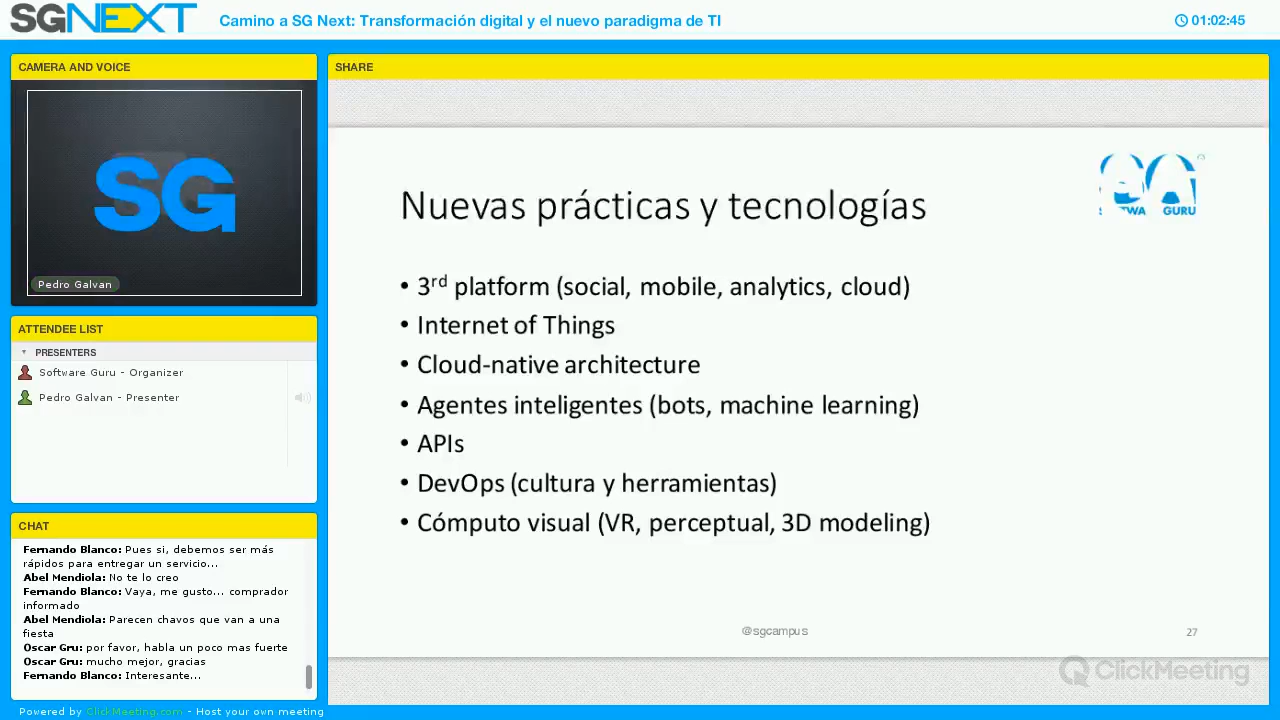 SGNEXT
Camino a SG Next: Transformación digital y el nuevo paradigma de TI
01:02:45
CAMERA AND VOICE
SG
Pedro Galvan
ATTENDEE LIST
PRESENTERS
Software Guru - Organizer
Pedro Galvan - Presenter
CHAT
Fernando Blanco: Pues si, debemos ser más
rápidos para entregar un servicio...
Abel Mendiola: No te lo creo
Fernando Blanco: Vaya, me gusto... comprador
informado
Abel Mendiola: Parecen chavos que van a una
fiesta
Oscar Gru: por favor, habla un poco mas fuerte
Oscar Gru: mucho mejor, gracias
Fernando Blanco: Interesante...
Powered by ClickMeeting.com - Host your own meeting
SHARE
GURU
Nuevas prácticas y tecnologías
• 3rd platform (social, mobile, analytics, cloud)
• Internet of Things
• Cloud-native architecture
• Agentes inteligentes (bots, machine learning)
• APIs
• DevOps (cultura y herramientas)
• Cómputo visual (VR, perceptual, 3D modeling)
@sgcampus
27
ClickMeeting